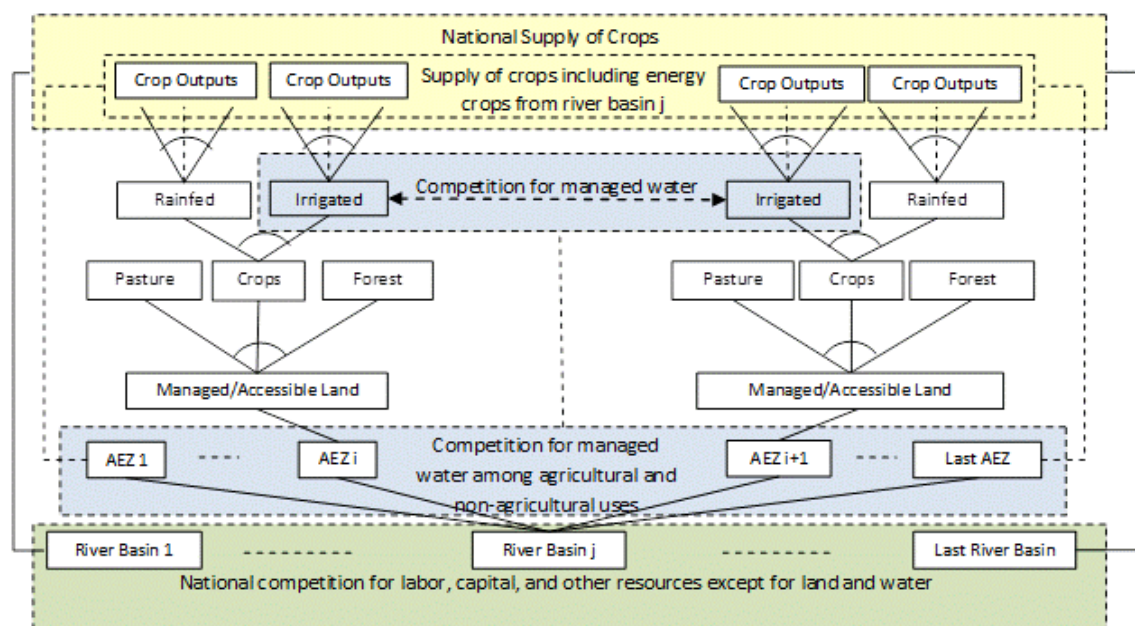 National Supply of Crops
Crop Outputs
Crop Outputs
Supply of crops including energy
crops from river basin j
Crop Outputs
Crop Outputs
Rainfed
Irrigated
Competition for managed water
Irrigated
Rainfed
Pasture
Crops
Forest
Pasture
Crops
Forest
Managed/Accessible Land
Managed/Accessible Land
AEZ 1
AEZ i
Competition for managed
water among agricultural and
non-agricultural uses
AEZ i+1
Last AEZ
River Basin 1
River Basin j
Last River Basin
National competition for labor, capital, and other resources except for land and water